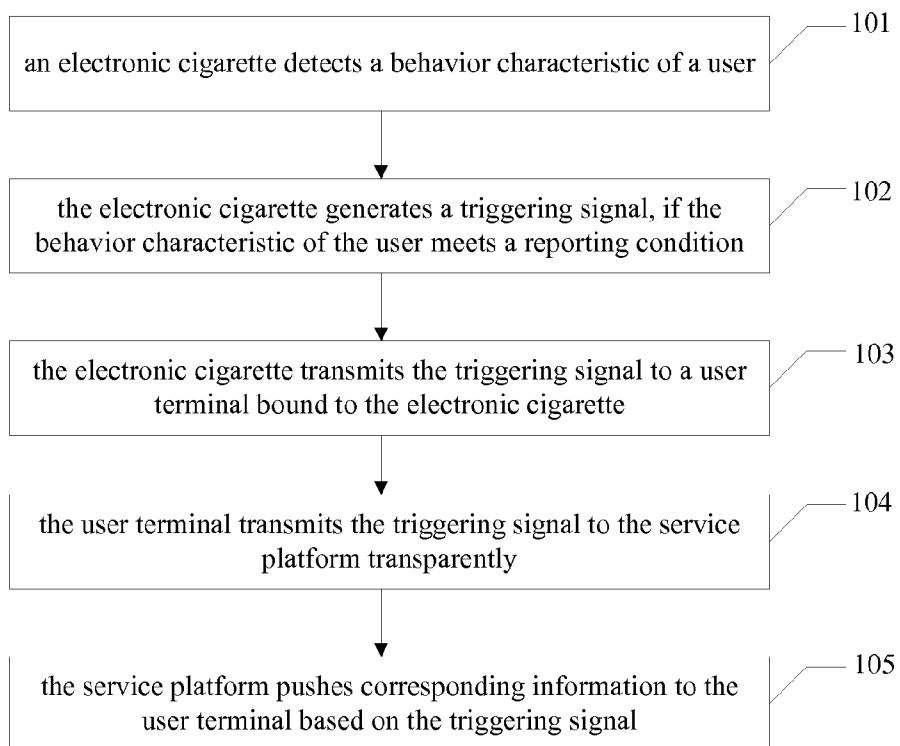 101
an electronic cigarette detects a behavior characteristic of a user
102
the electronic cigarette generates a triggering signal, if the
behavior characteristic of the user meets a reporting condition
103
the electronic cigarette transmits the triggering signal to a user
terminal bound to the electronic cigarette
104
the user terminal transmits the triggering signal to the service
platform transparently
105
the service platform pushes corresponding information to the
user terminal based on the triggering signal